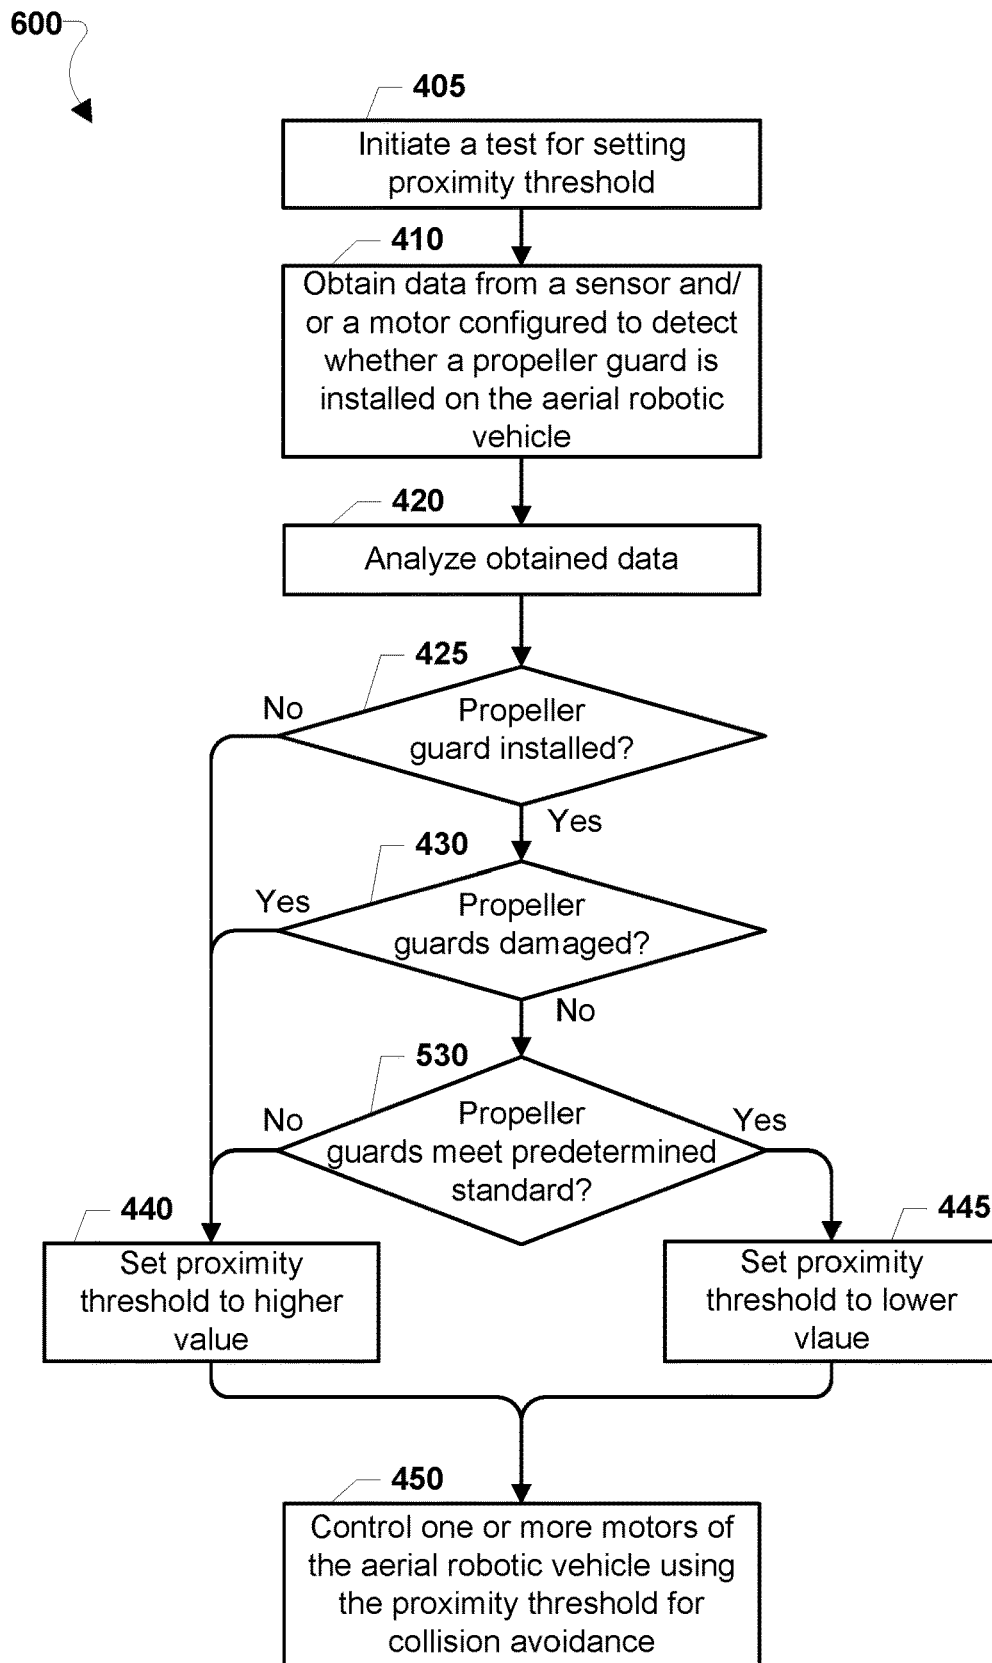 600
405
Initiate a test for setting
proximity threshold
410
Obtain data from a sensor and/
or a motor configured to detect
whether a propeller guard is
installed on the aerial robotic
vehicle
420
Analyze obtained data
425
No
Propeller
guard installed?
Yes
430
Yes
Propeller
guards damaged?
No
530
No
Propeller
guards meet predetermined
standard?
Yes
440
Set proximity
threshold to higher
value
445
Set proximity
threshold to lower
vlaue
450
Control one or more motors of
the aerial robotic vehicle using
the proximity threshold for
collision avoidance